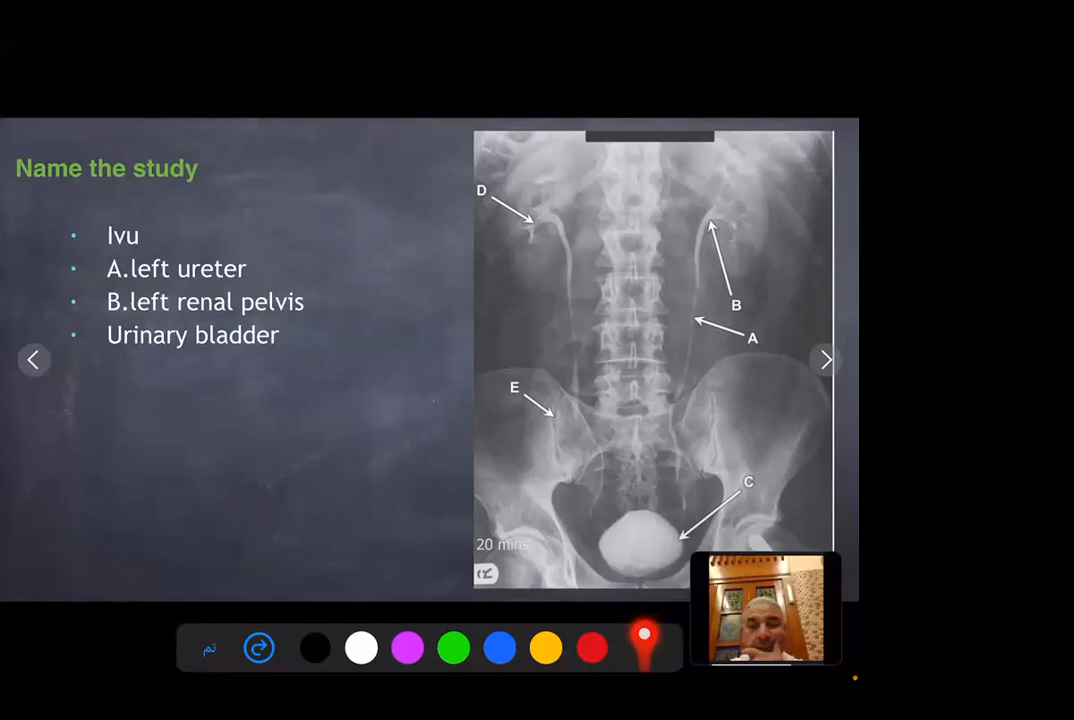 Name the study
Ivu
A.left ureter
B.left renal pelvis
Urinary bladder
D
B
A
E
C
20 mins
R
تم